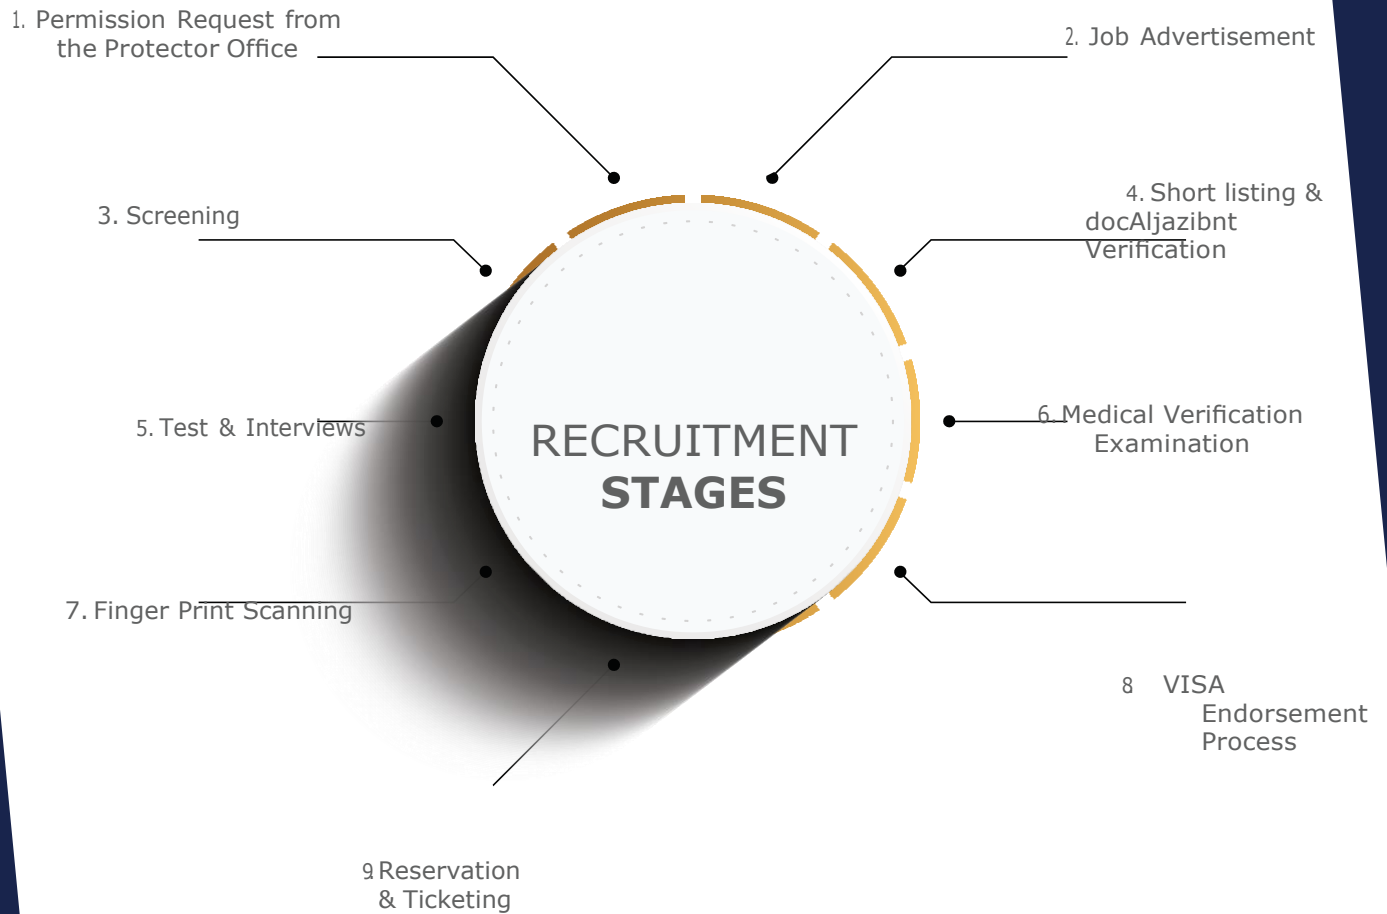 1. Permission Request from
the Protector Office
2. Job Advertisement
3. Screening
4. Short listing &
docAljazibnt
Verification
5. Test & Interviews
6. Medical Verification
Examination
RECRUITMENT
STAGES
7. Finger Print Scanning
8 VISA
Endorsement
Process
9 Reservation
& Ticketing